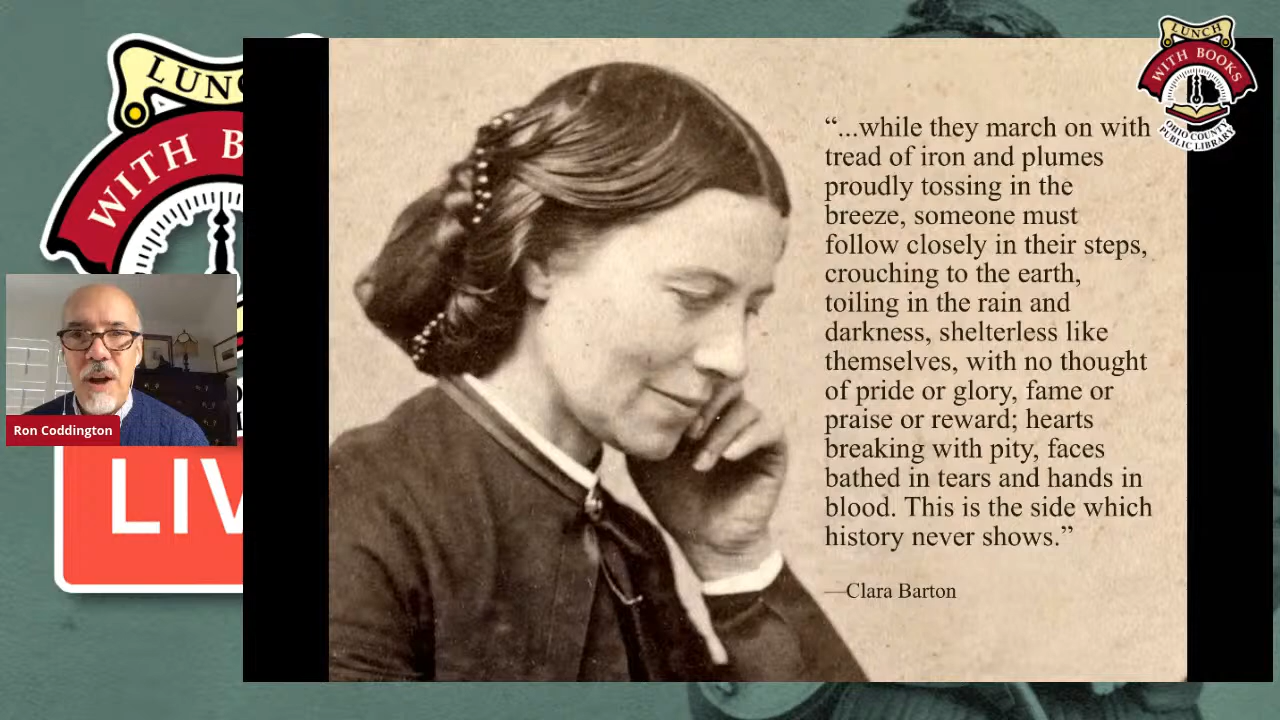 LUNCH
WITH BOOKS
OHIO COUNTY
PUBLIC LIBRARY
LUN
WITH B
LIV
Ron Coddington
“...while they march on with
tread of iron and plumes
proudly tossing in the
breeze, someone must
follow closely in their steps,
crouching to the earth,
toiling in the rain and
darkness, shelterless like
themselves, with no thought
of pride or glory, fame or
praise or reward; hearts
breaking with pity, faces
bathed in tears and hands in
blood. This is the side which
history never shows.”
—Clara Barton